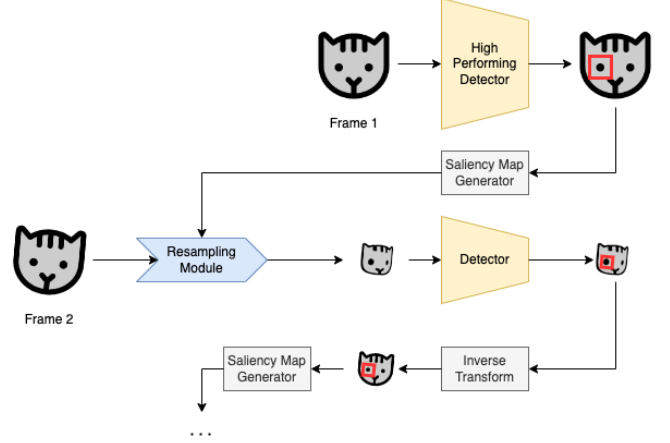 High
Performing
Detector
Frame 1
Saliency Map
Generator
Resampling
Module
Detector
Frame 2
Saliency Map
Generator
Inverse
Transform
...